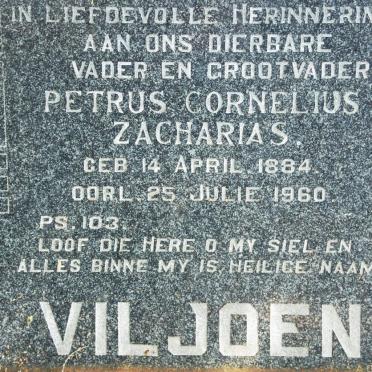 IN LIEFDEVOLLE HERINNERIN
AAN ONS DIERBARE
VADER EN GROOTVADER
PETRUS CORNELIUS
ZACHARIAS.
GEB 14 APRIL 1884.
OORL. 25 JULIE 1960.
PS. 103.
LOOF DIE HERE O MY SIEL EN
ALLES BINNE MY IS, HEILIGE NAAM
VILJOEN